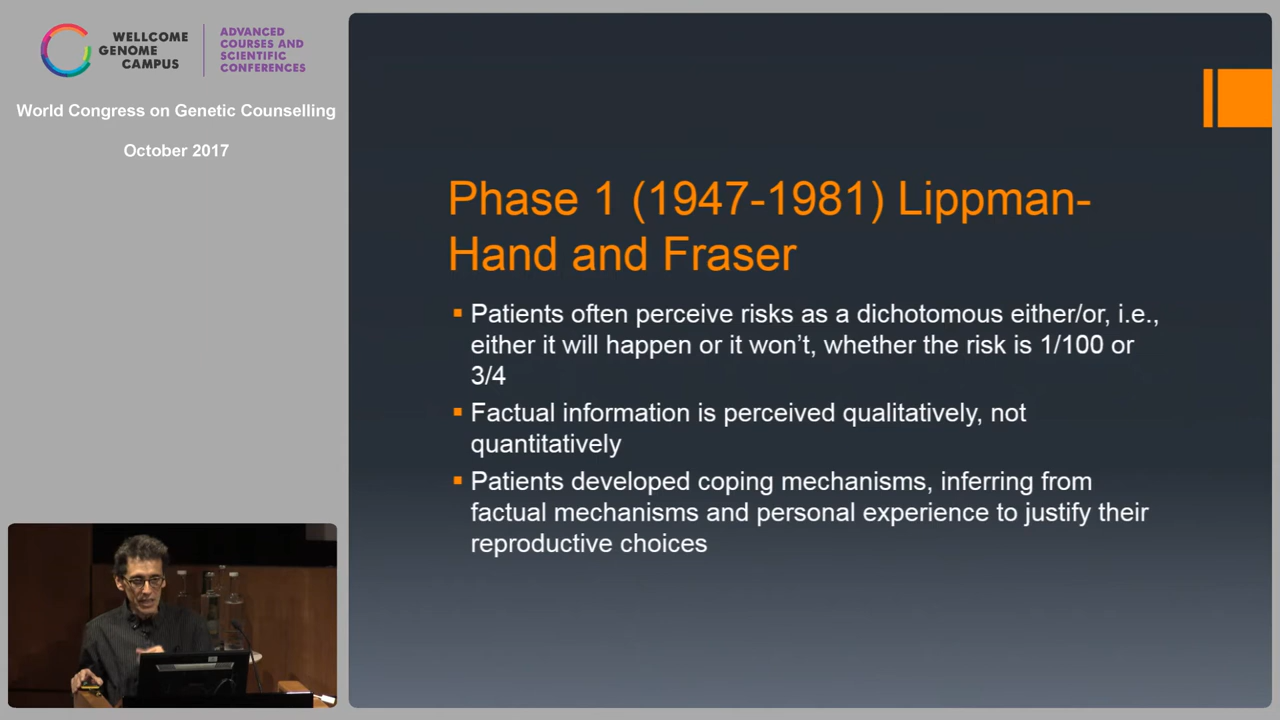 WELLCOME
GENOME
CAMPUS
ADVANCED
COURSES AND
SCIENTIFIC
CONFERENCES
World Congress on Genetic Counselling
October 2017
Phase 1 (1947-1981) Lippman-
Hand and Fraser
Patients often perceive risks as a dichotomous either/or, i.e.,
either it will happen or it won't, whether the risk is 1/100 or
3/4
Factual information is perceived qualitatively, not
quantitatively
Patients developed coping mechanisms, inferring from
factual mechanisms and personal experience to justify their
reproductive choices